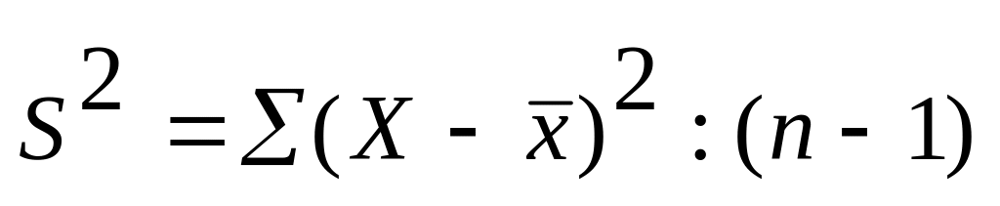 S² = Σ(X - x̄)² : (n - 1)